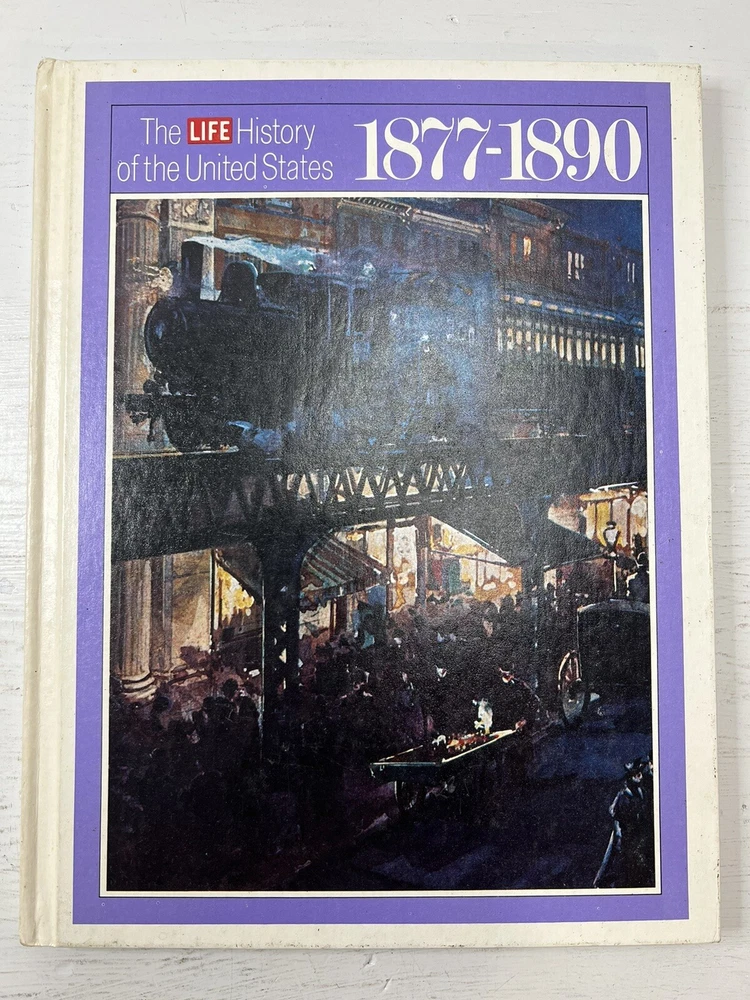 The LIFE History
of the United States
1877-1890